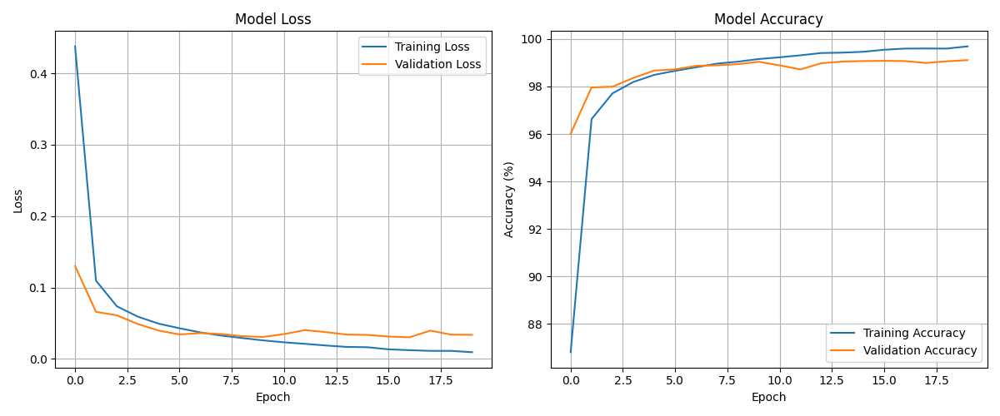 Model Loss
Training Loss
Validation Loss
0.4
0.3
0.2
0.1
0.0
Loss
0.0 2.5 5.0 7.5 10.0 12.5 15.0 17.5
Epoch
Model Accuracy
100
98
96
94
92
90
88
Accuracy (%)
Training Accuracy
Validation Accuracy
0.0 2.5 5.0 7.5 10.0 12.5 15.0 17.5
Epoch